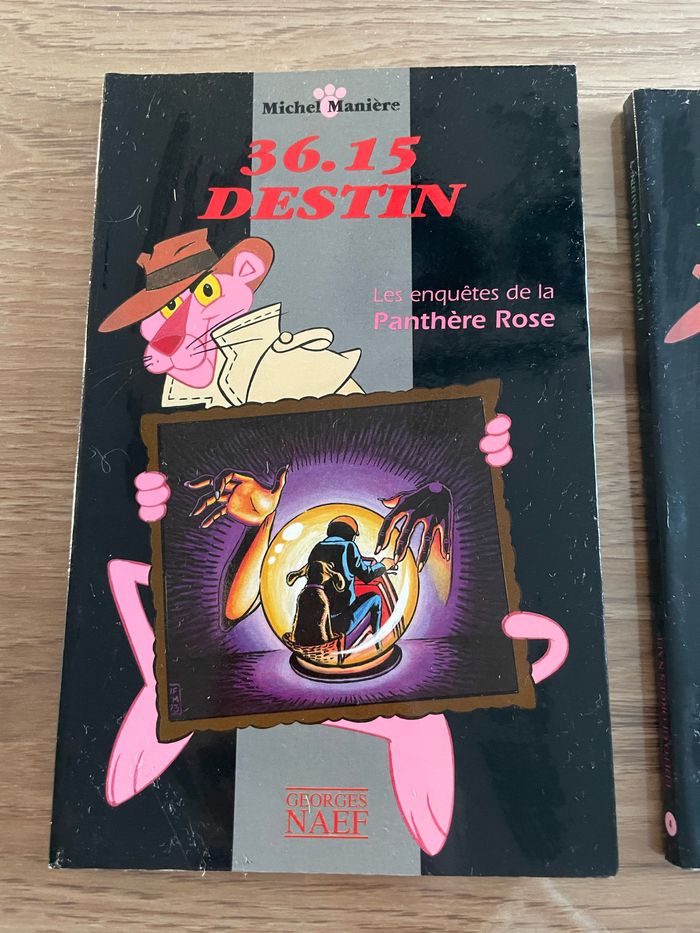 Michel Manière
36.15
DESTIN
Les enquêtes de la
Panthère Rose
GEORGES
NAEF